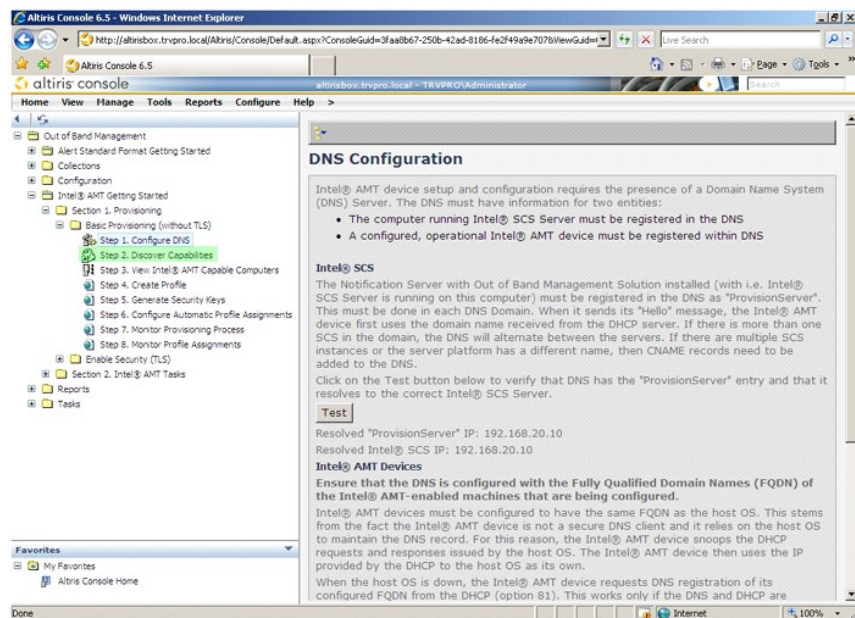 Altiris Console 6.5 - Windows Internet Explorer
http://altirisbox.trvpro.local/Altiris/Console/Default.aspx?ConsoleGuid=3faa8b67-250b-42ad-8186-fe2f49a9e707&ViewGuid=
Live Search
Altiris Console 6.5
Page
Tools
altiris console
altirisbox.trvpro.local - TRVPRO\Administrator
Search
Home View Manage Tools Reports Configure Help >
Out of Band Management
Alert Standard Format Getting Started
Collections
Configuration
Intel® AMT Getting Started
Section 1. Provisioning
Basic Provisioning (without TLS)
Step 1. Configure DNS
Step 2. Discover Capabilities
Step 3. View Intel® AMT Capable Computers
Step 4. Create Profile
Step 5. Generate Security Keys
Step 6. Configure Automatic Profile Assignments
Step 7. Monitor Provisioning Process
Step 8. Monitor Profile Assignments
Enable Security (TLS)
Section 2. Intel® AMT Tasks
Reports
Tasks
Favorites
My Favorites
Altiris Console Home
DNS Configuration
Intel® AMT device setup and configuration requires the presence of a Domain Name System
(DNS) Server. The DNS must have information for two entities:
• The computer running Intel® SCS Server must be registered in the DNS
• A configured, operational Intel® AMT device must be registered within DNS
Intel® SCS
The Notification Server with Out of Band Management Solution installed (with i.e. Intel®
SCS Server is running on this computer) must be registered in the DNS as "ProvisionServer".
This must be done in each DNS Domain. When it sends its "Hello" message, the Intel® AMT
device first uses the domain name received from the DHCP server. If there is more than one
SCS in the domain, the DNS will alternate between the servers. If there are multiple SCS
instances or the server platform has a different name, then CNAME records need to be
added to the DNS.
Click on the Test button below to verify that DNS has the "ProvisionServer" entry and that it
resolves to the correct Intel® SCS Server.
Test
Resolved "ProvisionServer" IP: 192.168.20.10
Resolved Intel® SCS IP: 192.168.20.10
Intel® AMT Devices
Ensure that the DNS is configured with the Fully Qualified Domain Names (FQDN) of
the Intel® AMT-enabled machines that are being configured.
Intel® AMT devices must be configured to have the same FQDN as the host OS. This stems
from the fact the Intel® AMT device is not a secure DNS client and it relies on the host OS
to maintain the DNS record. For this reason, the Intel® AMT device snoops the DHCP
requests and responses issued by the host OS. The Intel® AMT device then uses the IP
provided by the DHCP to the host OS as its own.
When the host OS is down, the Intel® AMT device requests DNS registration of its
configured FQDN from the DHCP (option 81). This works only if the DNS and DHCP are
Done
Internet
100%